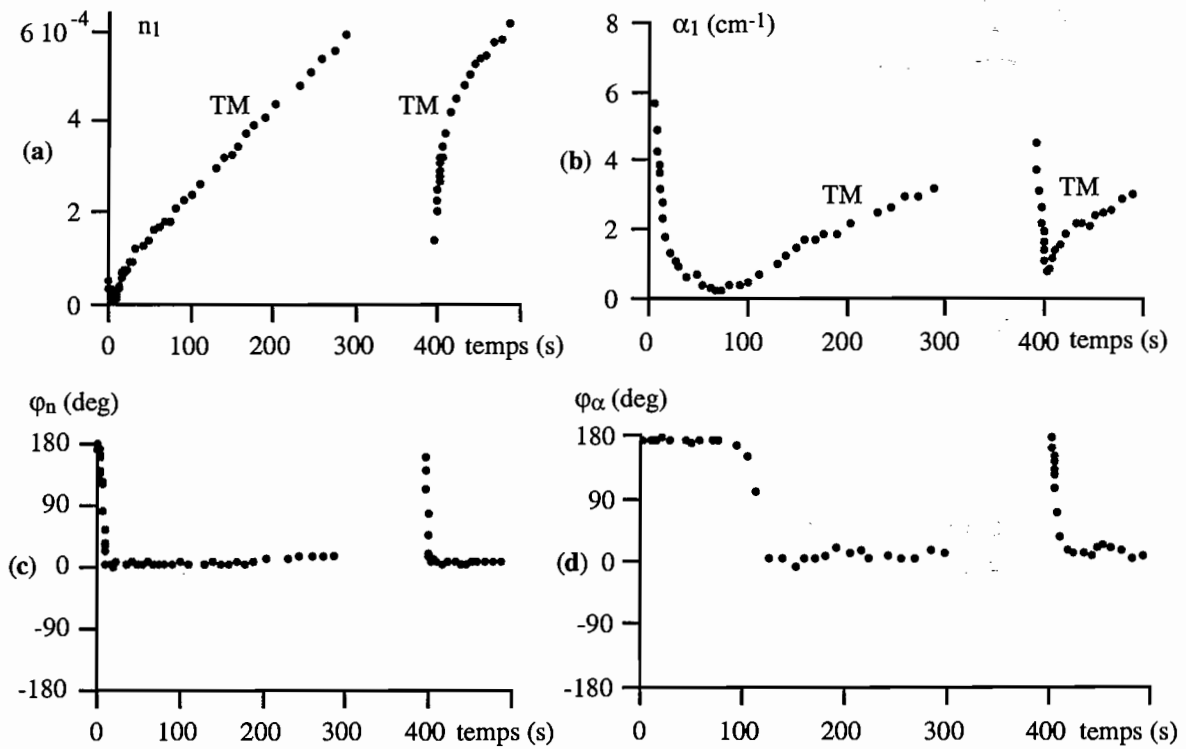 6 10⁻⁴
n₁
4
2
0
TM
TM
(a)
0 100 200 300 400 temps (s)
8
6
4
2
0
α₁ (cm⁻¹)
TM
TM
(b)
0 100 200 300 400 temps (s)
φₙ (deg)
180
90
0
-90
-180
(c)
0 100 200 300 400 temps (s)
φα (deg)
180
90
0
-90
-180
(d)
0 100 200 300 400 temps (s)